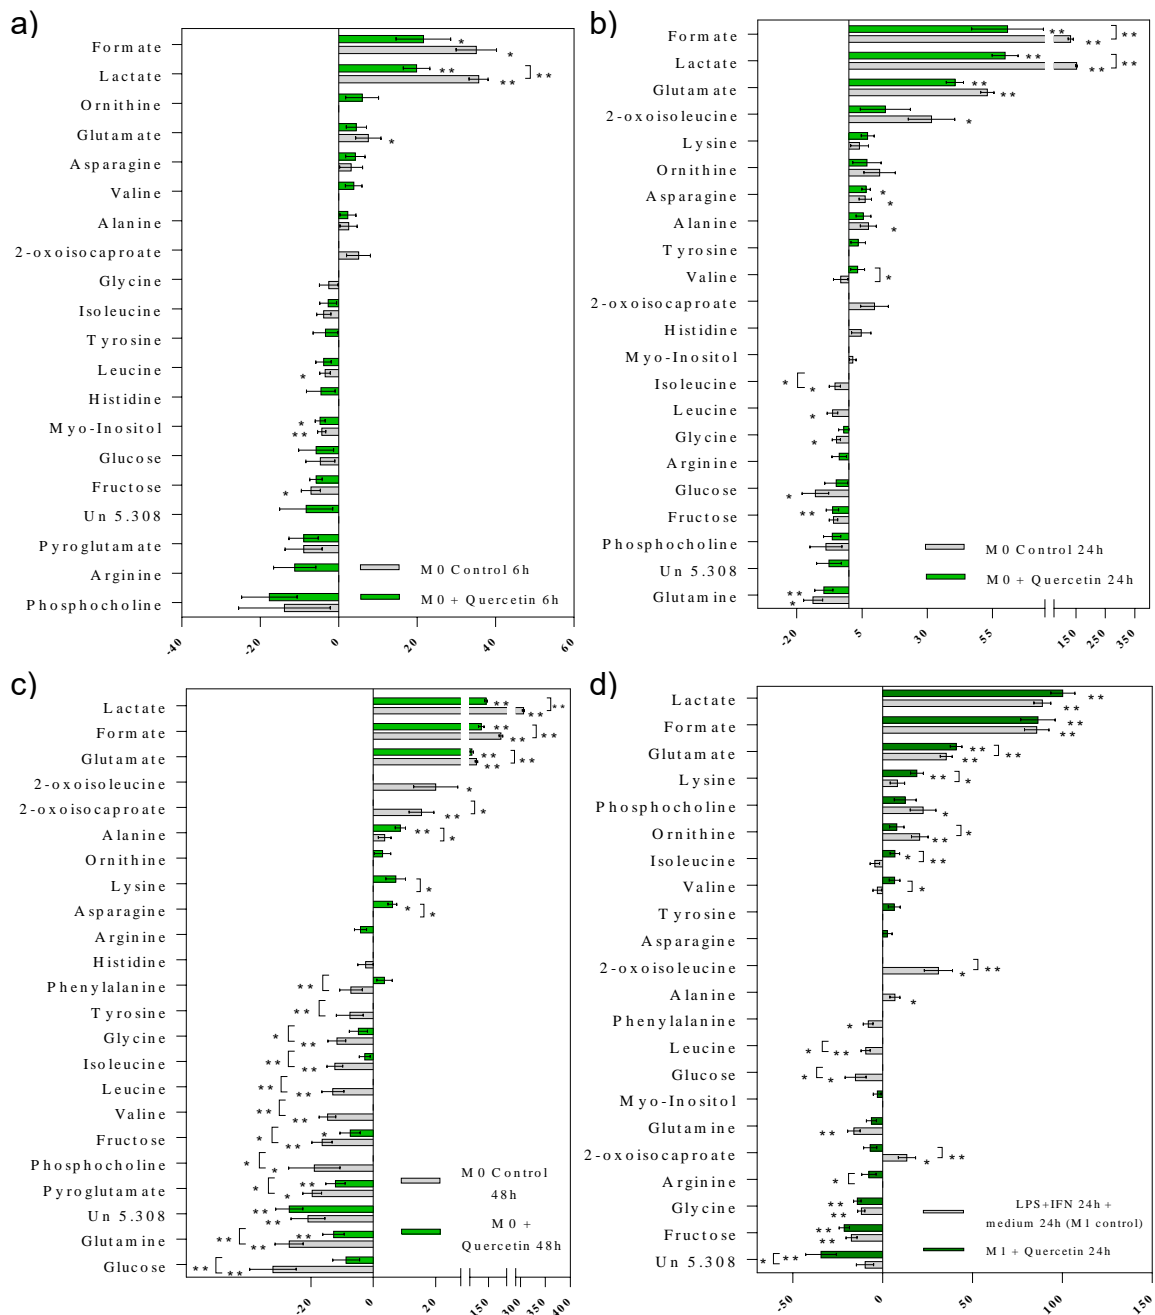 a)
Formate
Lactate
Ornithine
Glutamate
Asparagine
Valine
Alanine
2-oxoisocaproate
Glycine
Isoleucine
Tyrosine
Leucine
Histidine
Myo-Inositol
Glucose
Fructose
Un 5.308
Pyroglutamate
Arginine
Phosphocholine
M0 Control 6h
M0 + Quercetin 6h
-40 -20 0 20 40 60
b)
Formate
Lactate
Glutamate
2-oxoisoleucine
Lysine
Ornithine
Asparagine
Alanine
Tyrosine
Valine
2-oxoisocaproate
Histidine
Myo-Inositol
Isoleucine
Leucine
Glycine
Arginine
Glucose
Fructose
Phosphocholine
Un 5.308
Glutamine
M0 Control 24h
M0 + Quercetin 24h
-20 5 30 55 150 250 350
c)
Lactate
Formate
Glutamate
2-oxoisoleucine
2-oxoisocaproate
Alanine
Ornithine
Lysine
Asparagine
Arginine
Histidine
Phenylalanine
Tyrosine
Glycine
Isoleucine
Leucine
Valine
Fructose
Phosphocholine
Pyroglutamate
Un 5.308
Glutamine
Glucose
M0 Control
48h
M0 +
Quercetin 48h
-20 0 20 150 300 350 400
d)
Lactate
Formate
Glutamate
Lysine
Phosphocholine
Ornithine
Isoleucine
Valine
Tyrosine
Asparagine
2-oxoisoleucine
Alanine
Phenylalanine
Leucine
Glucose
Myo-Inositol
Glutamine
2-oxoisocaproate
Arginine
Glycine
Fructose
Un 5.308
LPS+IFN 24h +
medium 24h (M1 control)
M1 + Quercetin 24h
-50 0 50 100 150